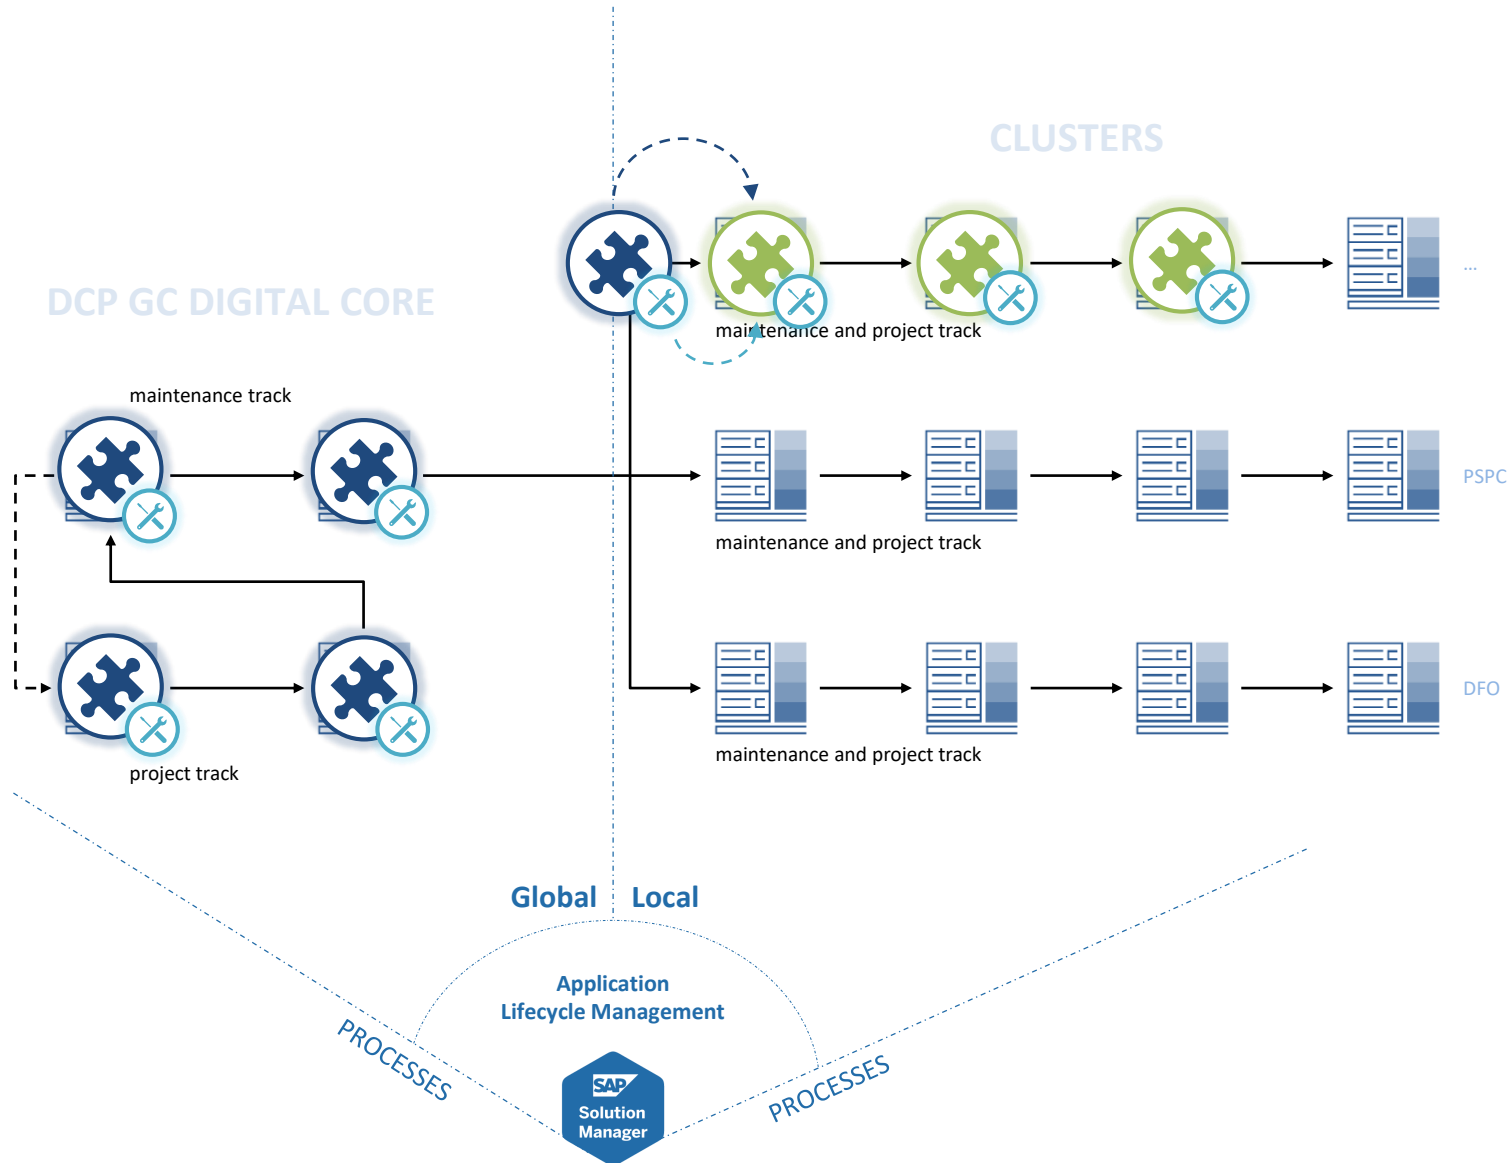 CLUSTERS
DCP GC DIGITAL CORE
...
maintenance and project track
maintenance track
PSPC
maintenance and project track
DFO
maintenance and project track
project track
Global Local
Application
Lifecycle Management
PROCESSES
PROCESSES
SAP
Solution
Manager